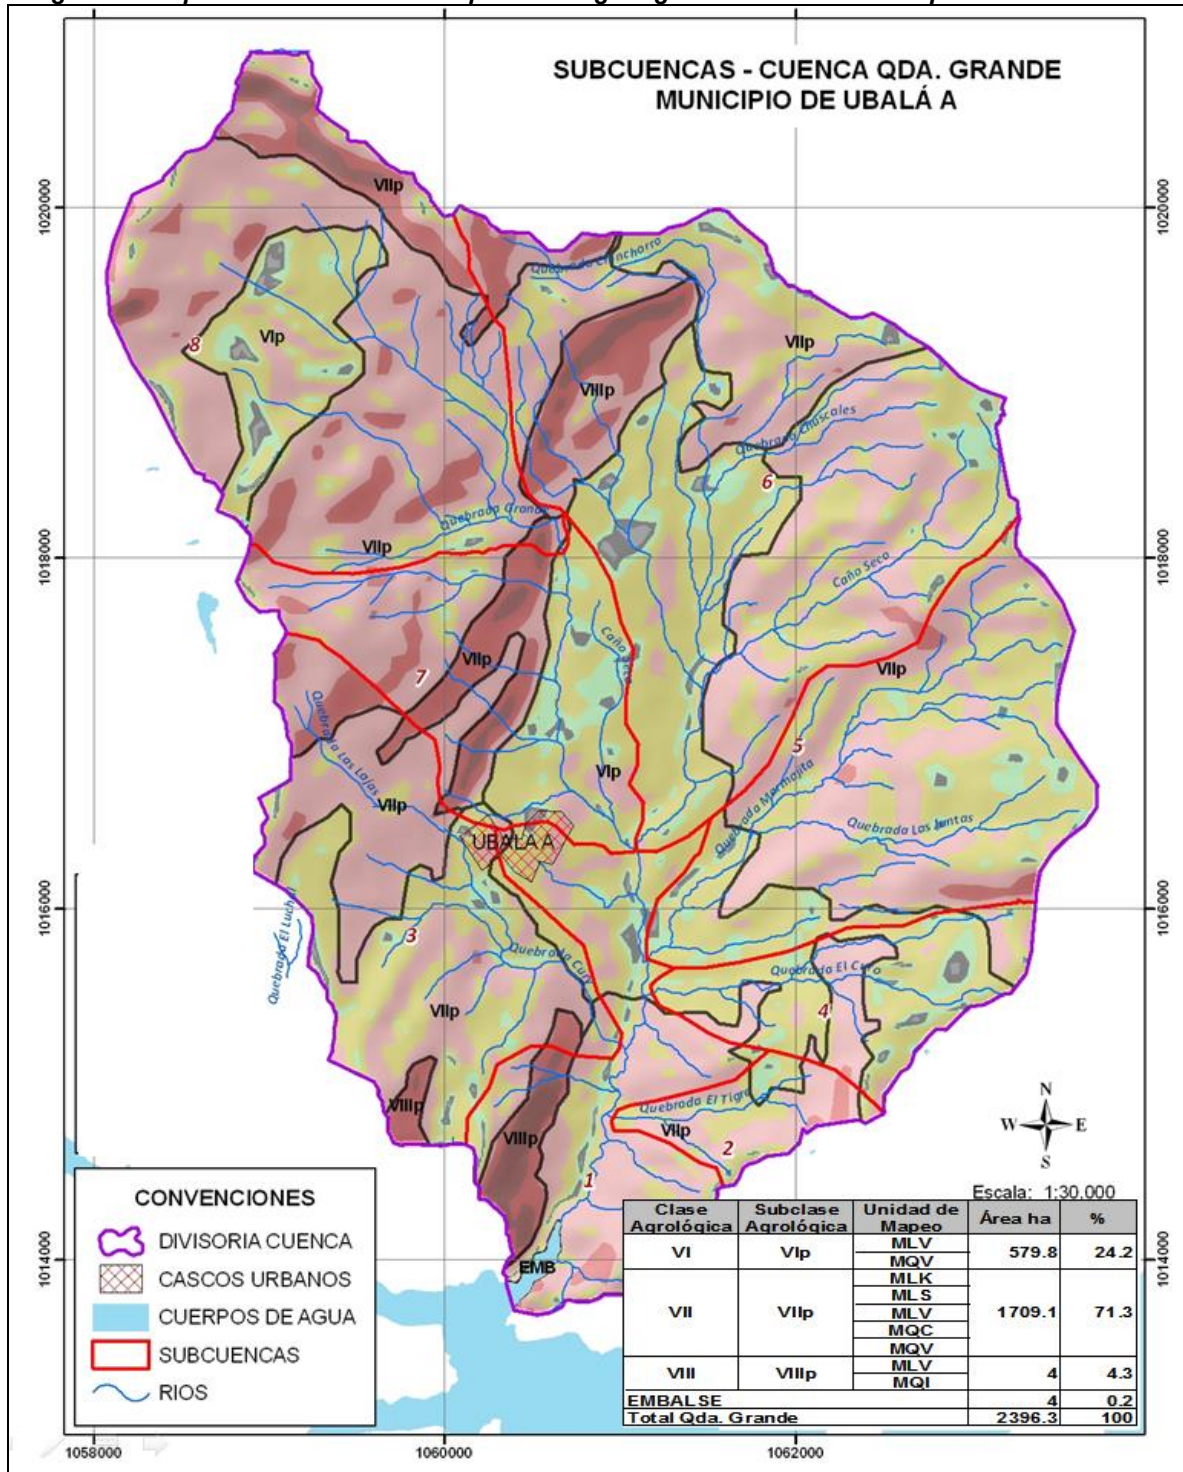 SUBCUENCAS - CUENCA QDA. GRANDE
MUNICIPIO DE UBALÁ A
1020000
1020000
1018000
1018000
1016000
1016000
1014000
1014000
VIIp
Quebrada Chinchorro
8
VIp
VIIp
VIIIp
Quebrada Chuscales
6
Quebrada Grande
VIIp
Caño Seco
Caño Seco
VIIp
VIIp
7
Quebrada Las Lajas
5
VIp
Quebrada Marmajita
VIIp
Quebrada Las Juntas
UBALA A
3
Quebrada El Luche
Quebrada Curo
Quebrada El Curo
VIIp
4
VIIIp
Quebrada El Tigre
VIIp
VIIIp
2
1
EMB
N
W E
S
Escala: 1:30.000
CONVENCIONES
DIVISORIA CUENCA
CASCOS URBANOS
CUERPOS DE AGUA
SUBCUENCAS
RIOS
Clase Agrológica Subclase Agrológica Unidad de Mapeo Área ha %
VI VIp MLV MQV 579.8 24.2
VII VIIp MLK MLS MLV MQC MQV 1709.1 71.3
VIII VIIIp MLV MQI 4 4.3
EMBALSE 4 0.2
Total Qda. Grande 2396.3 100
1058000
1060000
1062000